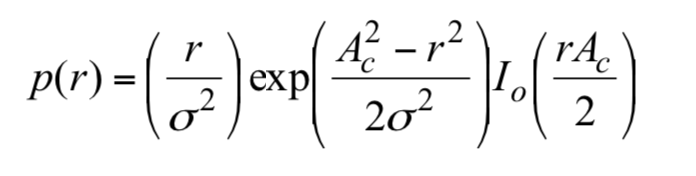 p(r) = (r/σ²) exp((A_c² − r²)/2σ²) I_o(rA_c/2)